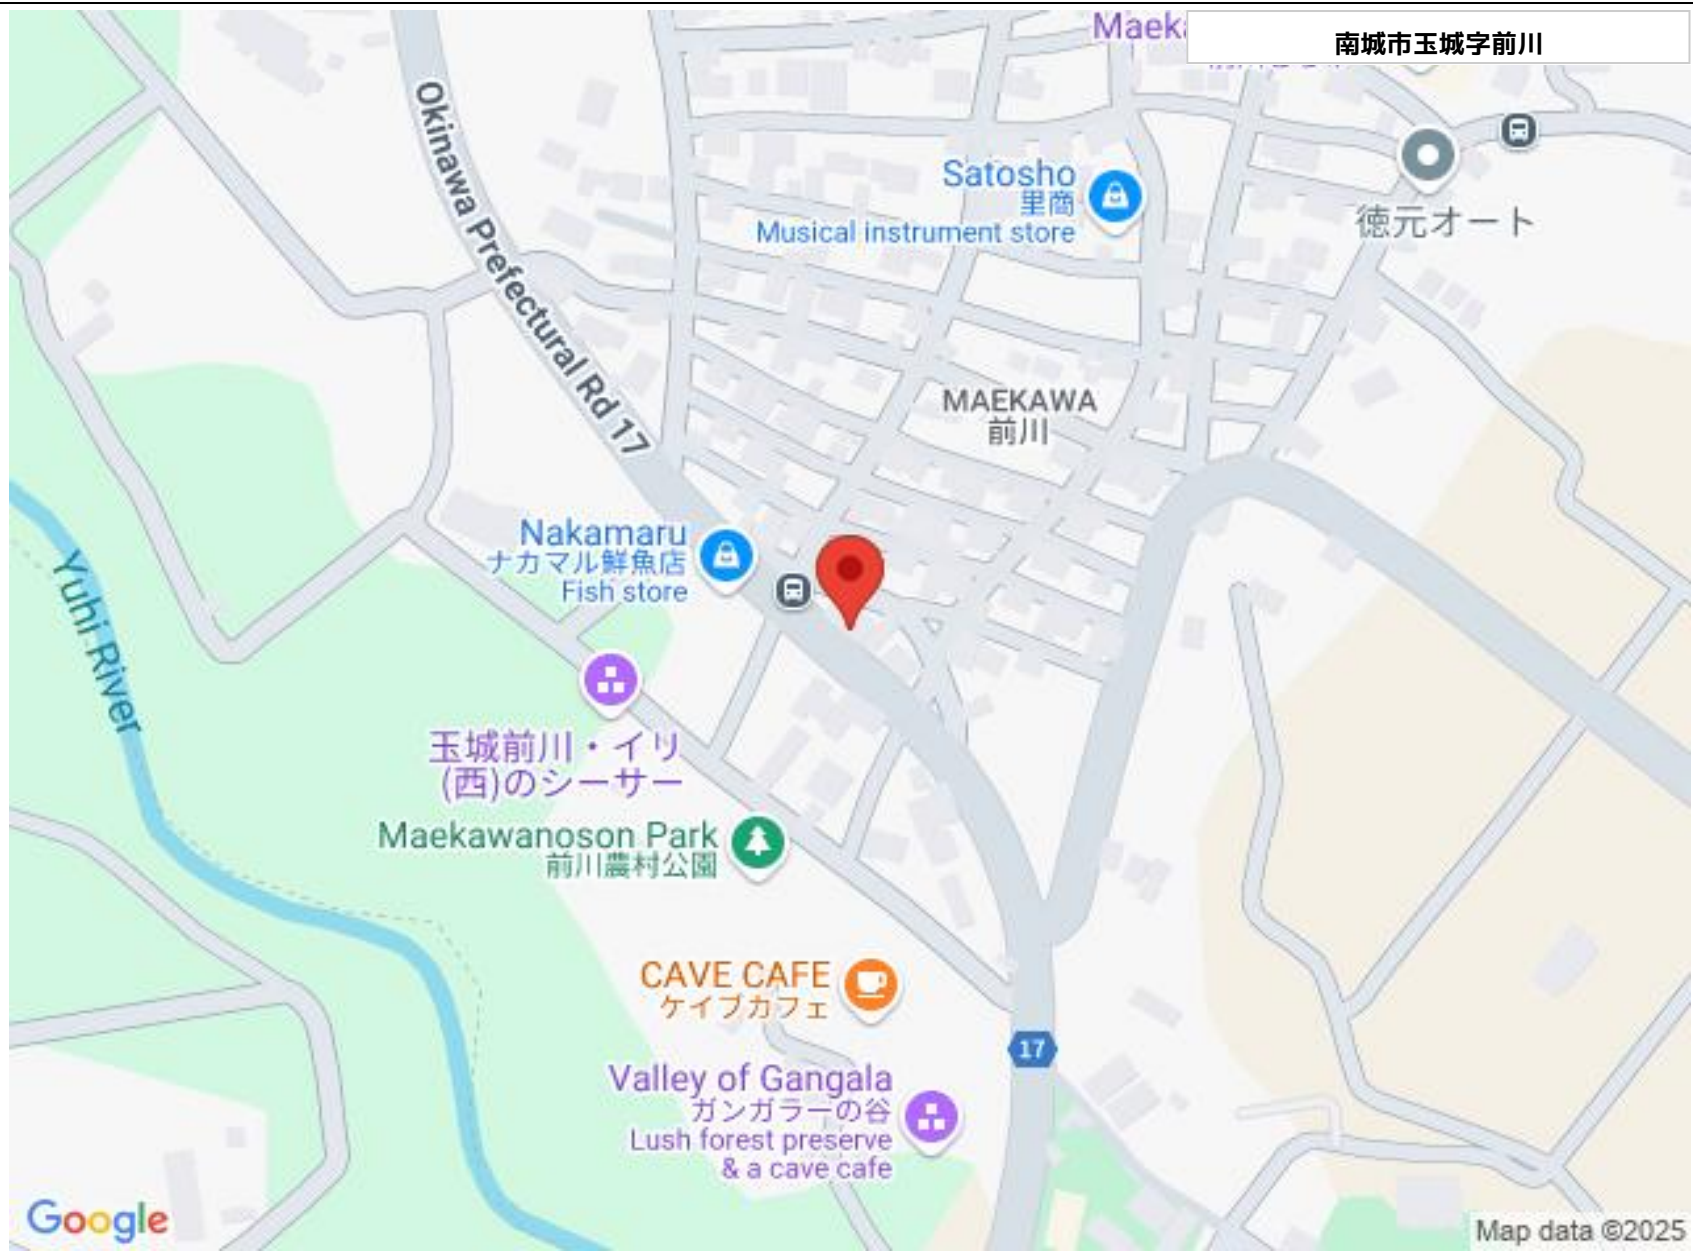 Maek
南城市玉城字前川
Okinawa Prefectural Rd 17
Satosho
里商
Musical instrument store
徳元オート
MAEKAWA
前川
Nakamaru
ナカマル鮮魚店
Fish store
Yuhi River
玉城前川・イリ
(西)のシーサー
Maekawanoson Park
前川農村公園
CAVE CAFE
ケイブカフェ
17
Valley of Gangala
ガンガラーの谷
Lush forest preserve
& a cave cafe
Google
Map data ©2025